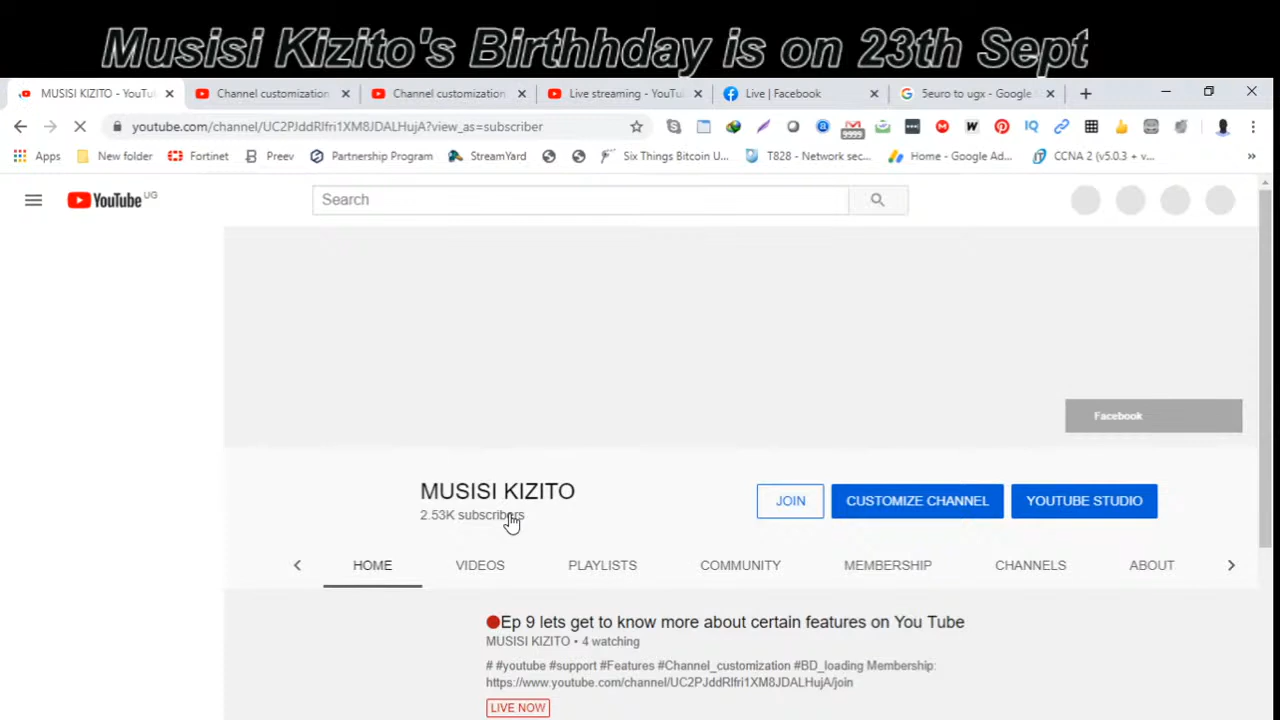 Musisi Kizito's Birthhday is on 23th Sept
MUSISI KIZITO - YouTu
Channel customization
Channel customization
Live streaming - YouTu
Live | Facebook
5euro to ugx - Google
youtube.com/channel/UC2PJddRlfri1XM8JDALHujA?view_as=subscriber
9999
W
IQ
Apps
New folder
Fortinet
Preev
Partnership Program
StreamYard
Six Things Bitcoin U...
T828 - Network sec...
Home - Google Ad...
CCNA 2 (v5.0.3 + v...
YouTube UG
Search
Facebook
MUSISI KIZITO
2.53K subscribers
JOIN
CUSTOMIZE CHANNEL
YOUTUBE STUDIO
HOME
VIDEOS
PLAYLISTS
COMMUNITY
MEMBERSHIP
CHANNELS
ABOUT
Ep 9 lets get to know more about certain features on You Tube
MUSISI KIZITO • 4 watching
# #youtube #support #Features #Channel_customization #BD_loading Membership:
https://www.youtube.com/channel/UC2PJddRlfri1XM8JDALHujA/join
LIVE NOW